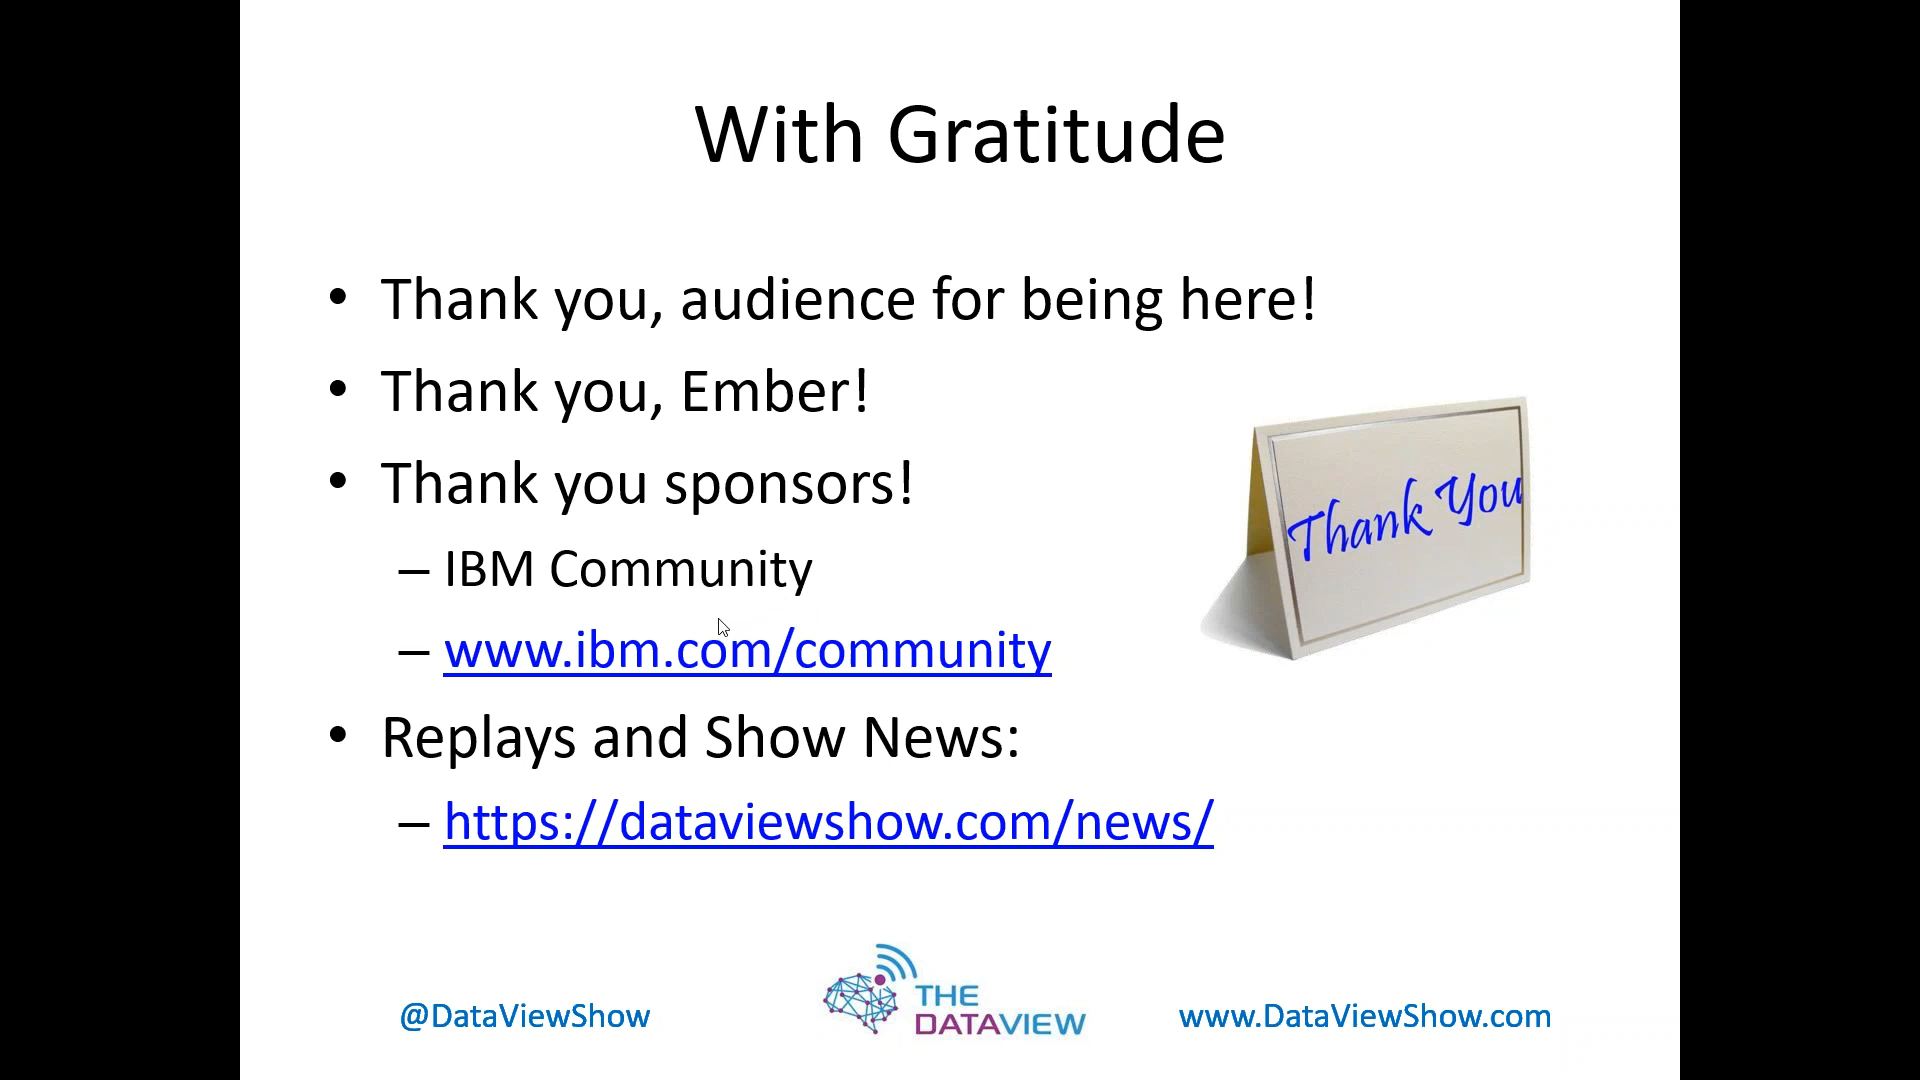 With Gratitude
• Thank you, audience for being here!
• Thank you, Ember!
• Thank you sponsors!
– IBM Community
– www.ibm.com/community
Thank You
• Replays and Show News:
– https://dataviewshow.com/news/
@DataViewShow
THE
DATAVIEW
www.DataViewShow.com